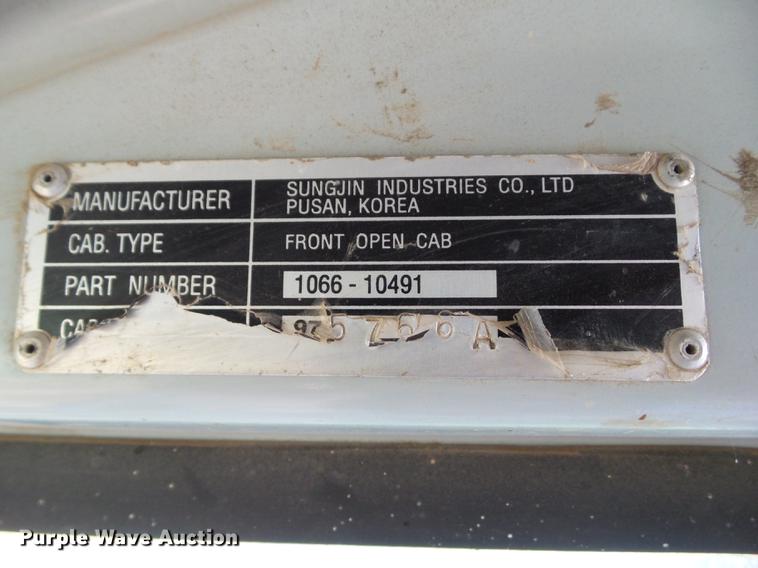 MANUFACTURER SUNGJIN INDUSTRIES CO., LTD
PUSAN, KOREA
CAB. TYPE FRONT OPEN CAB
PART NUMBER 1066 - 10491
Purple Wave Auction